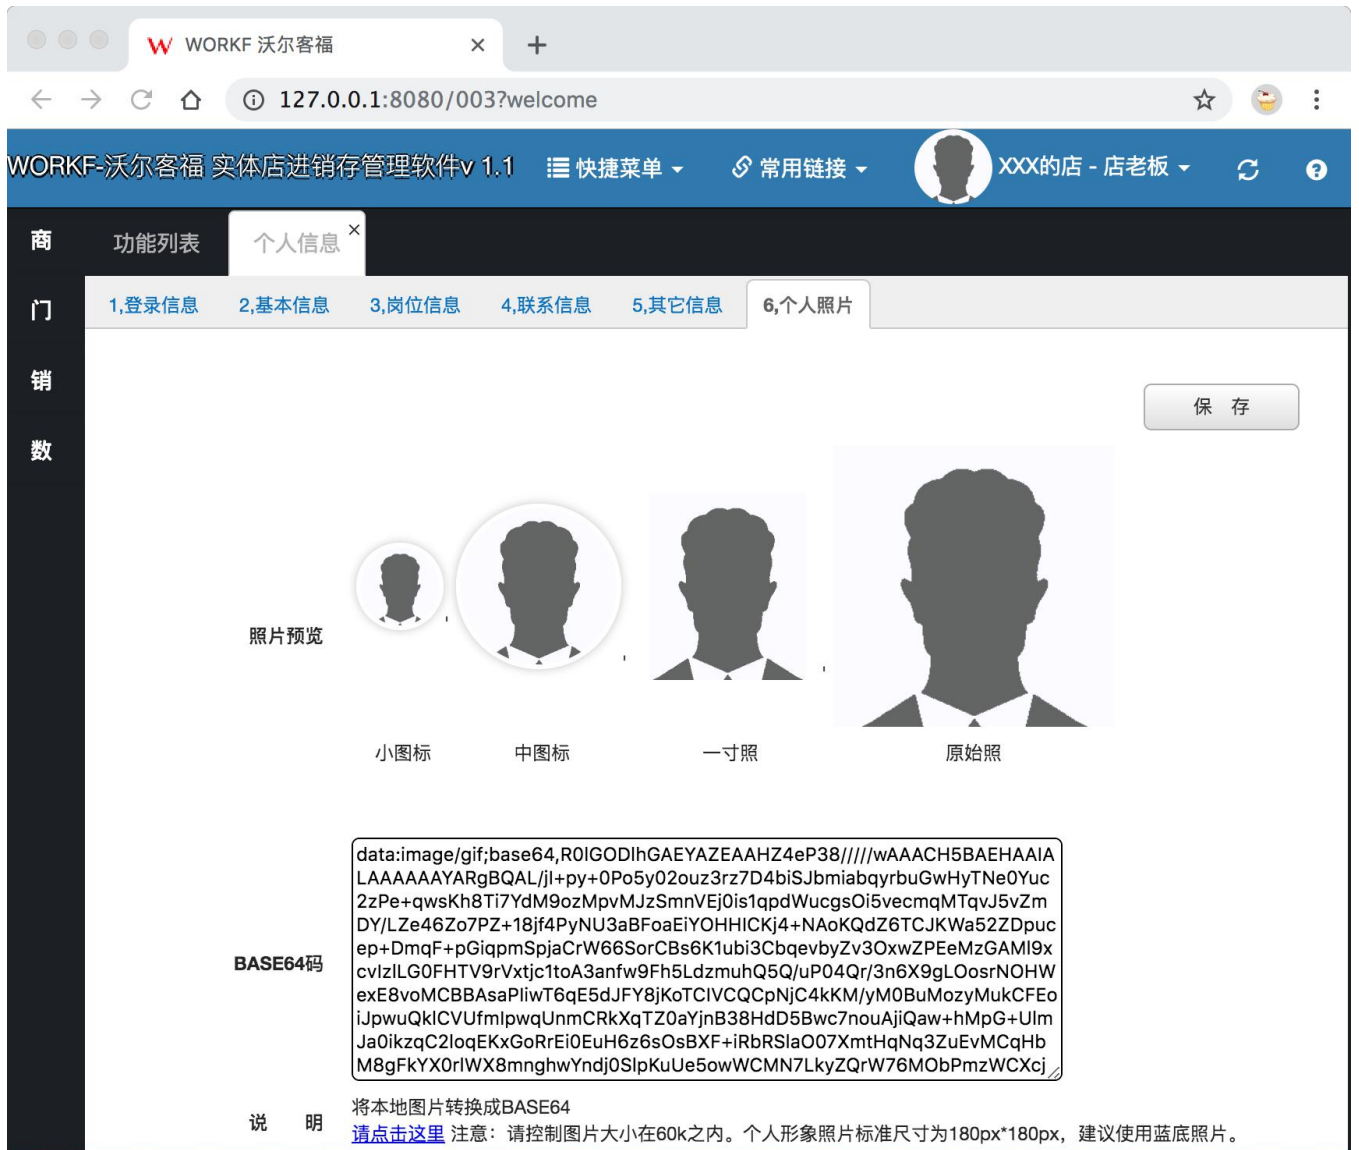 WORKF 沃尔客福
127.0.0.1:8080/003?welcome
WORKF-沃尔客福 实体店进销存管理软件v 1.1 快捷菜单 常用链接 XXX的店 - 店老板
商 功能列表 个人信息
门 1,登录信息 2,基本信息 3,岗位信息 4,联系信息 5,其它信息 6,个人照片
销
保 存
数
照片预览
小图标 中图标 一寸照 原始照
BASE64码
data:image/gif;base64,R0lGODlhGAEYAZEAAHZ4eP38/////wAAACH5BAEHAAIA
LAAAAAAYARgBQAL/jI+py+0Po5y02ouz3rz7D4biSJbmiabqyrbuGwHyTNe0Yuc
2zPe+qwsKh8Ti7YdM9ozMpvMJzSmnVEj0is1qpdWucgsOi5vecmqMTqvJ5vZm
DY/LZe46Zo7PZ+18jf4PyNU3aBFoaEiYOHHICKj4+NAoKQdZ6TCJKWa52ZDpuc
ep+DmqF+pGiqpmSpjaCrW66SorCBs6K1ubi3CbqevbyZv3OxwZPEeMzGAMl9x
cvIzlLG0FHTV9rVxtjc1toA3anfw9Fh5LdzmuhQ5Q/uP04Qr/3n6X9gLOosrNOHW
exE8voMCBBAsaPIiwT6qE5dJFY8jKoTCIVCQCpNjC4kKM/yM0BuMozyMukCFEo
iJpwuQklCVUfmlpwqUnmCRkXqTZ0aYjnB38HdD5Bwc7nouAjiQaw+hMpG+Ulm
Ja0ikzqC2loqEKxGoRrEi0EuH6z6sOsBXF+iRbRSlaO07XmtHqNq3ZuEvMCqHb
M8gFkYX0rlWX8mnghwYndj0SlpKuUe5owWCMN7LkyZQrW76MObPmzWCXcj
说 明 将本地图片转换成BASE64
请点击这里 注意：请控制图片大小在60k之内。个人形象照片标准尺寸为180px*180px，建议使用蓝底照片。